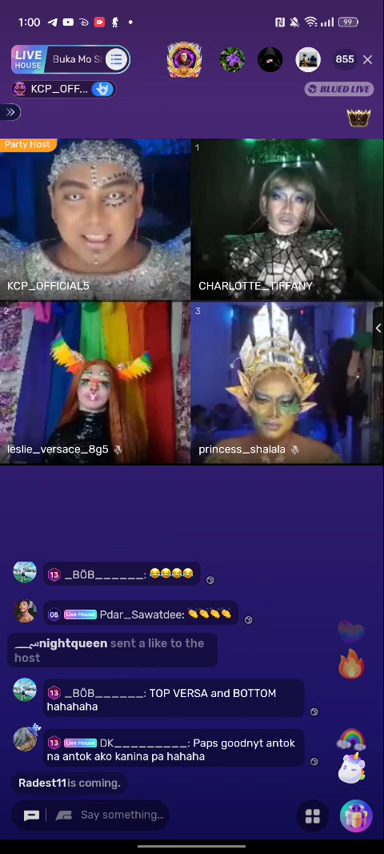 1:00
99
LIVE HOUSE
Buka Mo S
855
KCP_OFF...
BLUED LIVE
Party Host
1
KCP_OFFICIAL5
CHARLOTTE_TIFFANY
2
3
leslie_versace_8g5
princess_shalala
13 _BÖB______: 😂😂😂😂
08 Live House Pdar_Sawatdee: 👏👏👏👏
nightqueen sent a like to the
host
13 _BÖB______: TOP VERSA and BOTTOM
hahahaha
13 Live House DK_________: Paps goodnyt antok
na antok ako kanina pa hahaha
Radest11 is coming.
Say something...